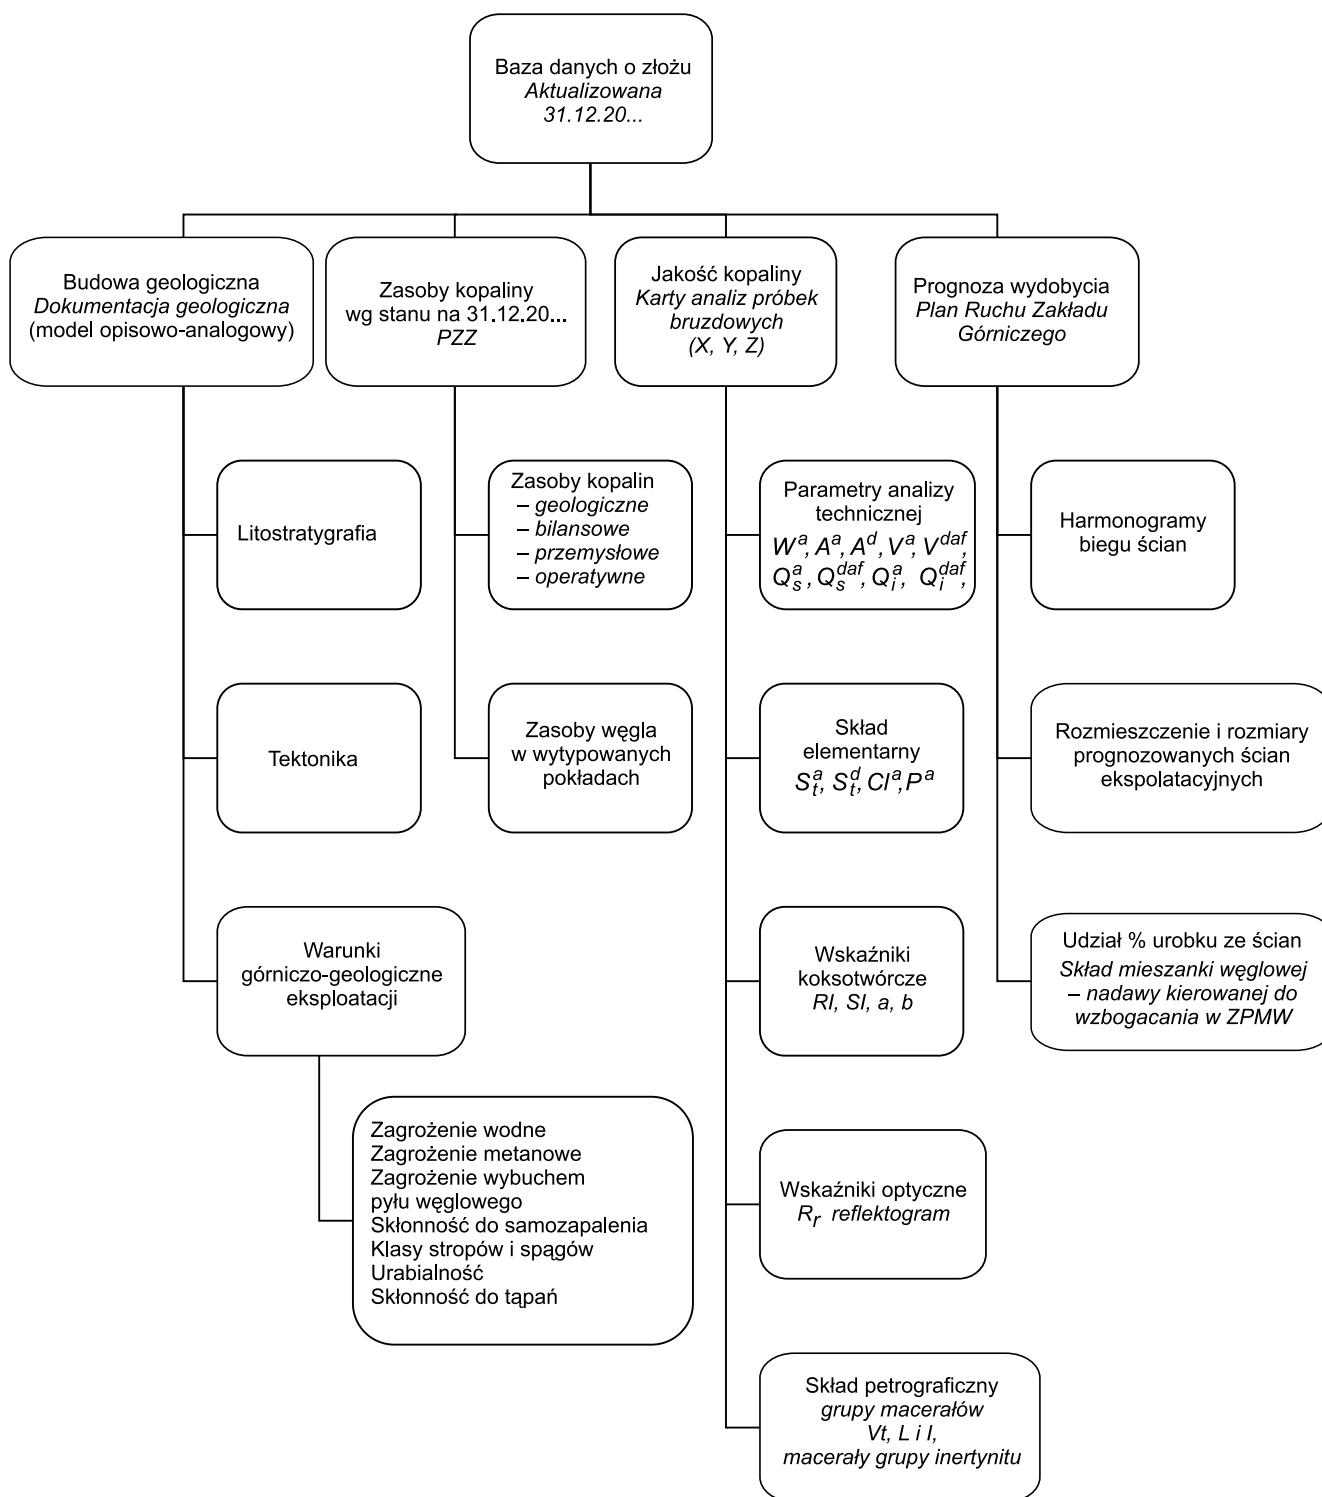 Baza danych o złożu
Aktualizowana
31.12.20...
Budowa geologiczna
Dokumentacja geologiczna
(model opisowo-analogowy)
Zasoby kopaliny
wg stanu na 31.12.20...
PZZ
Jakość kopaliny
Karty analiz próbek
bruzdowych
(X, Y, Z)
Prognoza wydobycia
Plan Ruchu Zakładu
Górniczego
Litostratygrafia
Tektonika
Warunki
górniczo-geologiczne
eksploatacji
Zagrożenie wodne
Zagrożenie metanowe
Zagrożenie wybuchem
pyłu węglowego
Skłonność do samozapalenia
Klasy stropów i spągów
Urabialność
Skłonność do tąpań
Zasoby kopalin
– geologiczne
– bilansowe
– przemysłowe
– operatywne
Zasoby węgla
w wytypowanych
pokładach
Parametry analizy
technicznej
W^a, A^a, A^d, V^a, V^daf,
Q_s^a, Q_s^daf, Q_i^a, Q_i^daf,
Skład
elementarny
S_t^a, S_t^d, Cl^a, P^a
Wskaźniki
koksotwórcze
RI, SI, a, b
Wskaźniki optyczne
R_r reflektogram
Skład petrograficzny
grupy macerałów
Vt, L i I,
macerały grupy inertynitu
Harmonogramy
biegu ścian
Rozmieszczenie i rozmiary
prognozowanych ścian
ekspolatacyjnych
Udział % urobku ze ścian
Skład mieszanki węglowej
– nadawy kierowanej do
wzbogacania w ZPMW